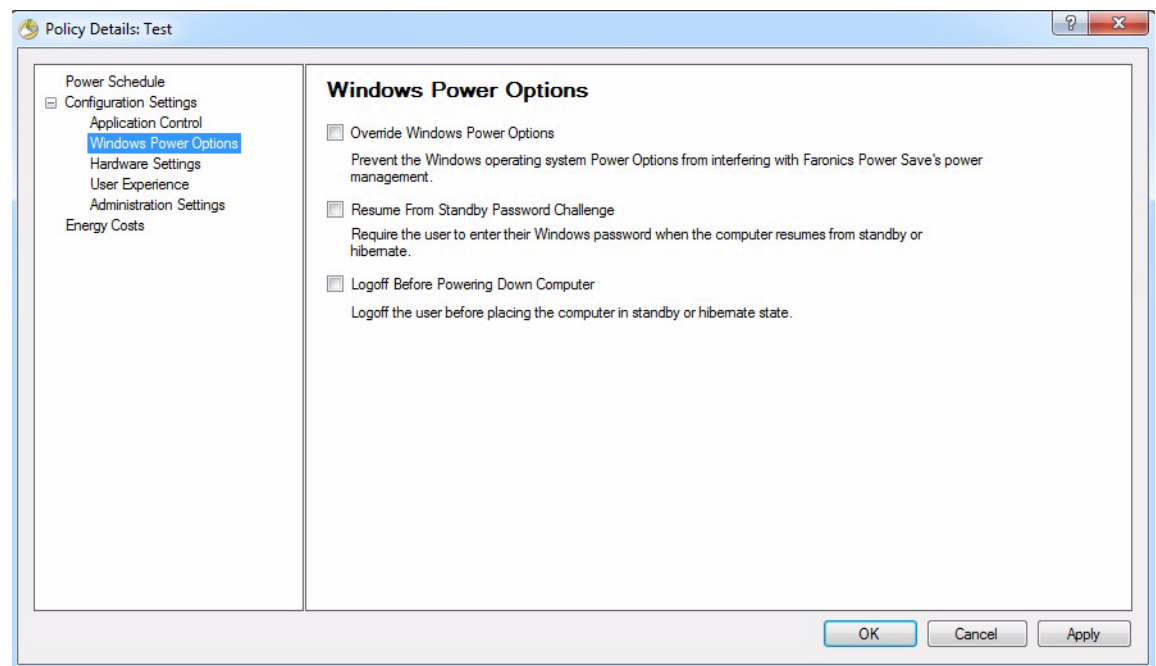 Policy Details: Test
?
X
Power Schedule
Configuration Settings
Application Control
Windows Power Options
Hardware Settings
User Experience
Administration Settings
Energy Costs
Windows Power Options
Override Windows Power Options
Prevent the Windows operating system Power Options from interfering with Faronics Power Save's power
management.
Resume From Standby Password Challenge
Require the user to enter their Windows password when the computer resumes from standby or
hibernate.
Logoff Before Powering Down Computer
Logoff the user before placing the computer in standby or hibernate state.
OK
Cancel
Apply